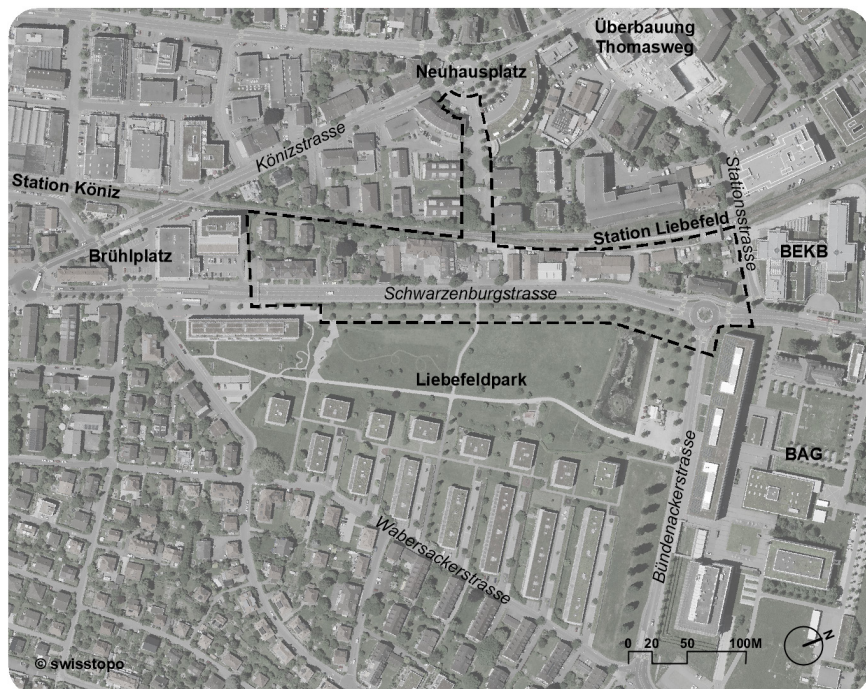 Überbauung
Thomasweg
Neuhausplatz
Könizstrasse
Station Köniz
Stationsstrasse
Station Liebefeld
BEKB
Brühlplatz
Schwarzenburgstrasse
Liebefeldpark
BAG
Bündenackerstrasse
Wabersackerstrasse
© swisstopo
0 20 50 100M
N